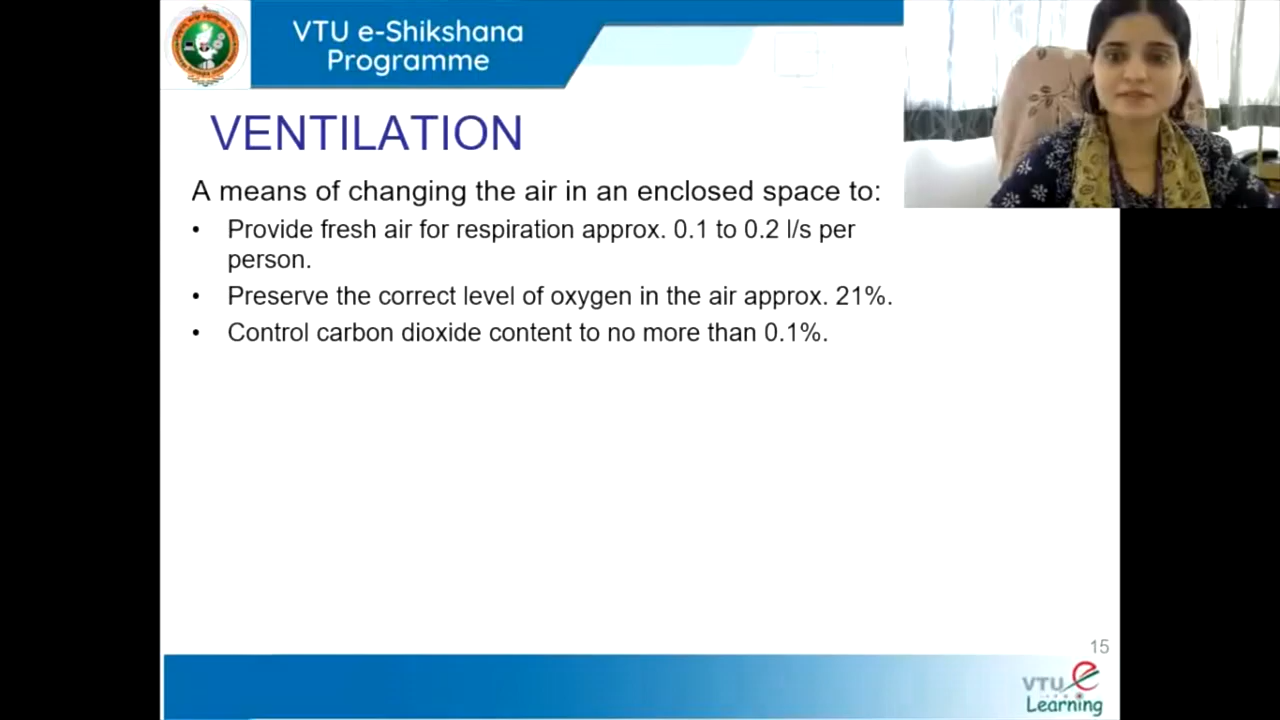 VTU e-Shikshana
Programme
VENTILATION
A means of changing the air in an enclosed space to:
• Provide fresh air for respiration approx. 0.1 to 0.2 l/s per
person.
• Preserve the correct level of oxygen in the air approx. 21%.
• Control carbon dioxide content to no more than 0.1%.
15
VTU e
Learning